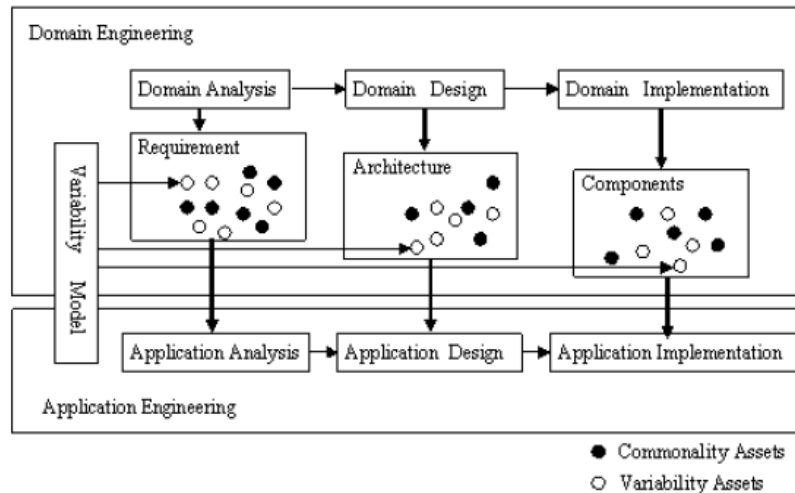 Domain Engineering
Domain Analysis
Domain Design
Domain Implementation
Requirement
Architecture
Components
Variability Model
Application Analysis
Application Design
Application Implementation
Application Engineering
Commonality Assets
Variability Assets